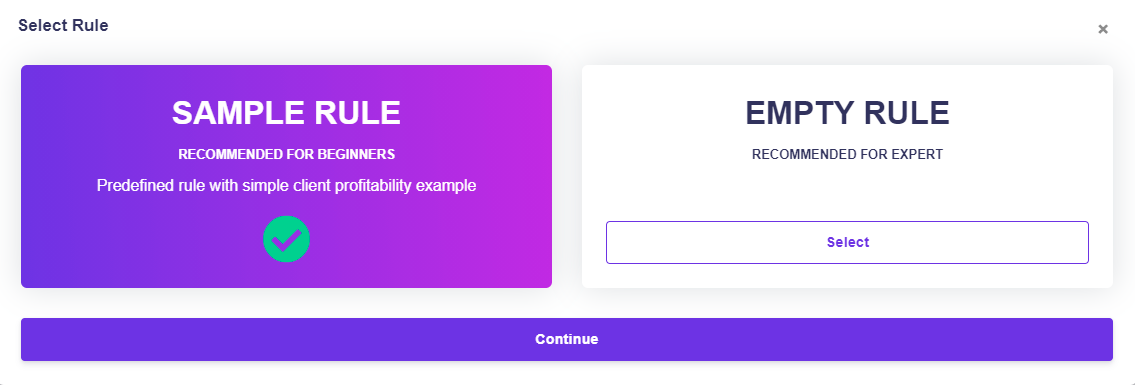 Select Rule
SAMPLE RULE
RECOMMENDED FOR BEGINNERS
Predefined rule with simple client profitability example
EMPTY RULE
RECOMMENDED FOR EXPERT
Select
Continue